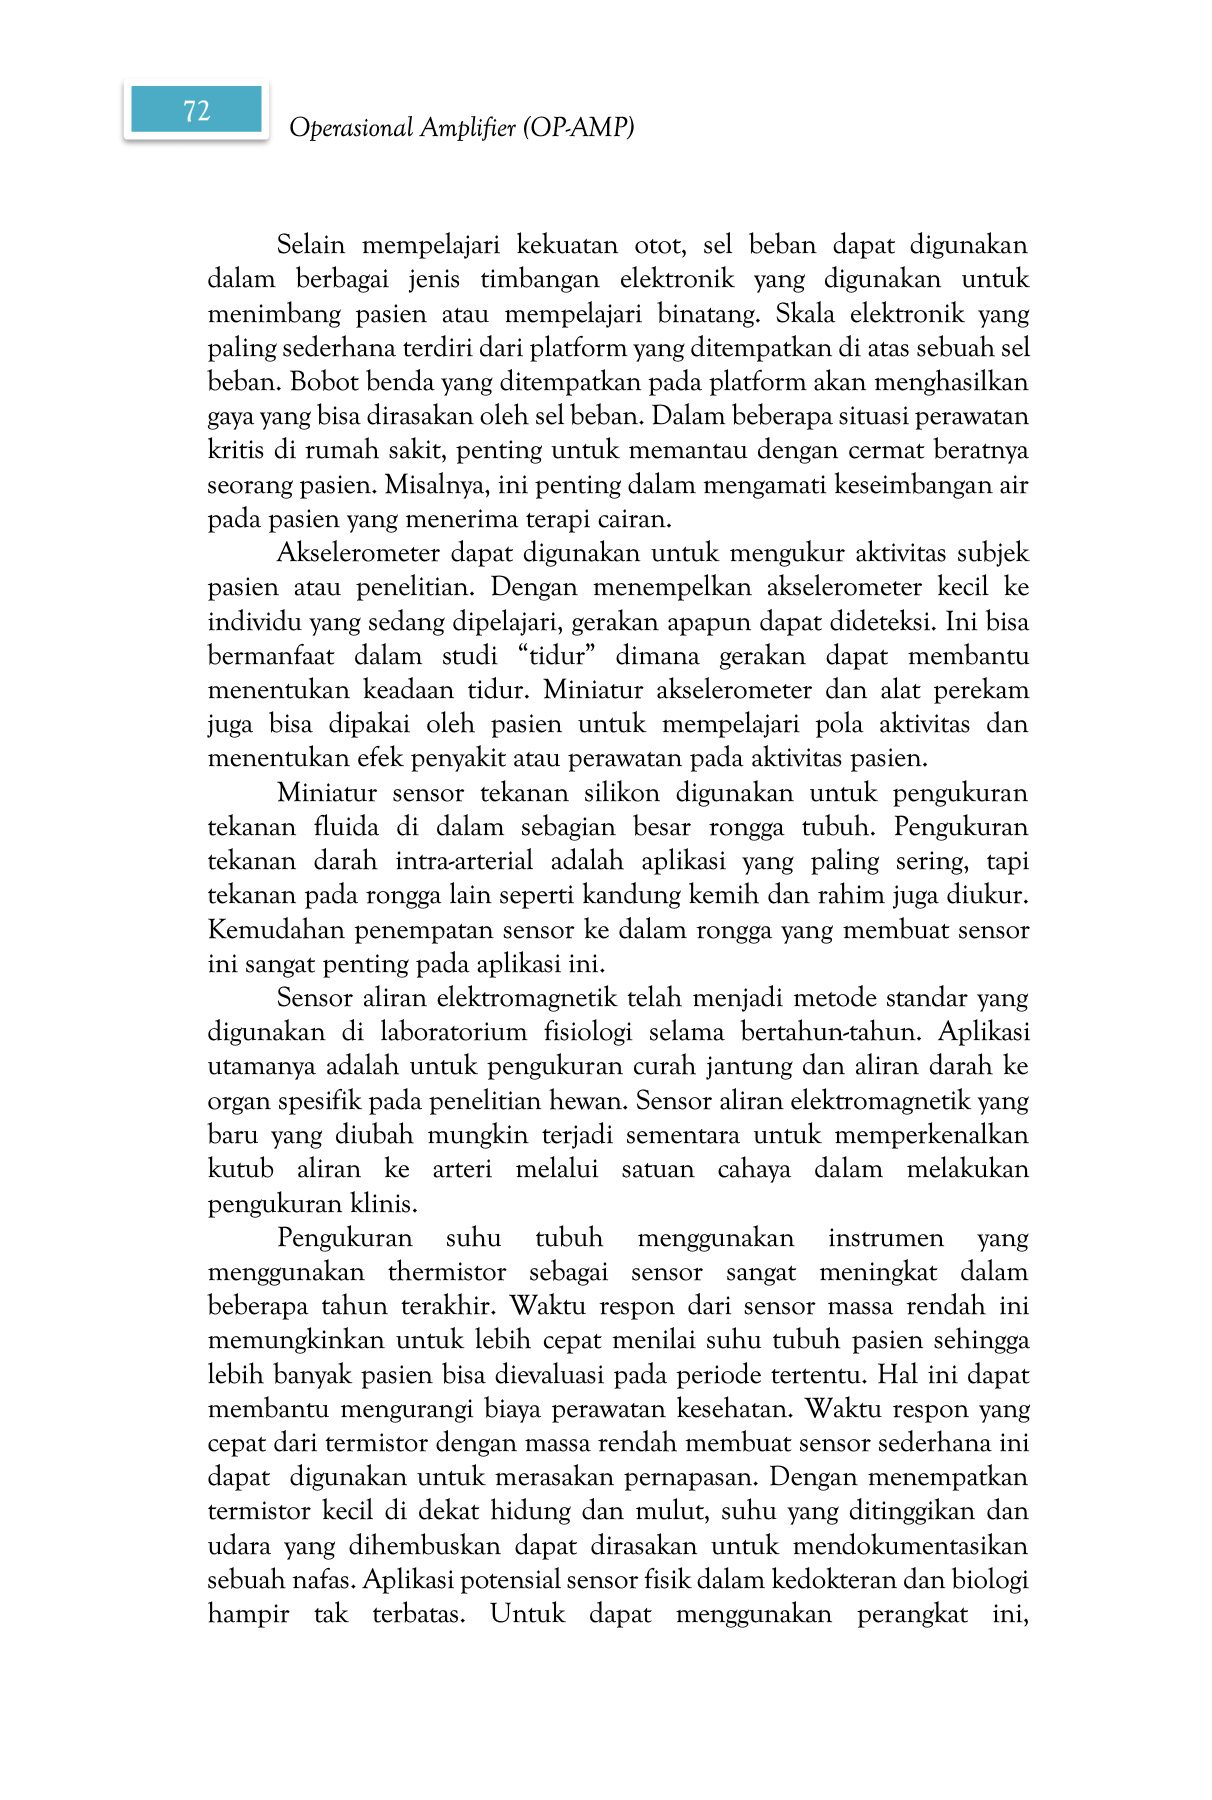 72
Operasional Amplifier (OP-AMP)
Selain mempelajari kekuatan otot, sel beban dapat digunakan
dalam berbagai jenis timbangan elektronik yang digunakan untuk
menimbang pasien atau mempelajari binatang. Skala elektronik yang
paling sederhana terdiri dari platform yang ditempatkan di atas sebuah sel
beban. Bobot benda yang ditempatkan pada platform akan menghasilkan
gaya yang bisa dirasakan oleh sel beban. Dalam beberapa situasi perawatan
kritis di rumah sakit, penting untuk memantau dengan cermat beratnya
seorang pasien. Misalnya, ini penting dalam mengamati keseimbangan air
pada pasien yang menerima terapi cairan.
Akselerometer dapat digunakan untuk mengukur aktivitas subjek
pasien atau penelitian. Dengan menempelkan akselerometer kecil ke
individu yang sedang dipelajari, gerakan apapun dapat dideteksi. Ini bisa
bermanfaat dalam studi “tidur” dimana gerakan dapat membantu
menentukan keadaan tidur. Miniatur akselerometer dan alat perekam
juga bisa dipakai oleh pasien untuk mempelajari pola aktivitas dan
menentukan efek penyakit atau perawatan pada aktivitas pasien.
Miniatur sensor tekanan silikon digunakan untuk pengukuran
tekanan fluida di dalam sebagian besar rongga tubuh. Pengukuran
tekanan darah intra-arterial adalah aplikasi yang paling sering, tapi
tekanan pada rongga lain seperti kandung kemih dan rahim juga diukur.
Kemudahan penempatan sensor ke dalam rongga yang membuat sensor
ini sangat penting pada aplikasi ini.
Sensor aliran elektromagnetik telah menjadi metode standar yang
digunakan di laboratorium fisiologi selama bertahun-tahun. Aplikasi
utamanya adalah untuk pengukuran curah jantung dan aliran darah ke
organ spesifik pada penelitian hewan. Sensor aliran elektromagnetik yang
baru yang diubah mungkin terjadi sementara untuk memperkenalkan
kutub aliran ke arteri melalui satuan cahaya dalam melakukan
pengukuran klinis.
Pengukuran suhu tubuh menggunakan instrumen yang
menggunakan thermistor sebagai sensor sangat meningkat dalam
beberapa tahun terakhir. Waktu respon dari sensor massa rendah ini
memungkinkan untuk lebih cepat menilai suhu tubuh pasien sehingga
lebih banyak pasien bisa dievaluasi pada periode tertentu. Hal ini dapat
membantu mengurangi biaya perawatan kesehatan. Waktu respon yang
cepat dari termistor dengan massa rendah membuat sensor sederhana ini
dapat digunakan untuk merasakan pernapasan. Dengan menempatkan
termistor kecil di dekat hidung dan mulut, suhu yang ditinggikan dan
udara yang dihembuskan dapat dirasakan untuk mendokumentasikan
sebuah nafas. Aplikasi potensial sensor fisik dalam kedokteran dan biologi
hampir tak terbatas. Untuk dapat menggunakan perangkat ini,